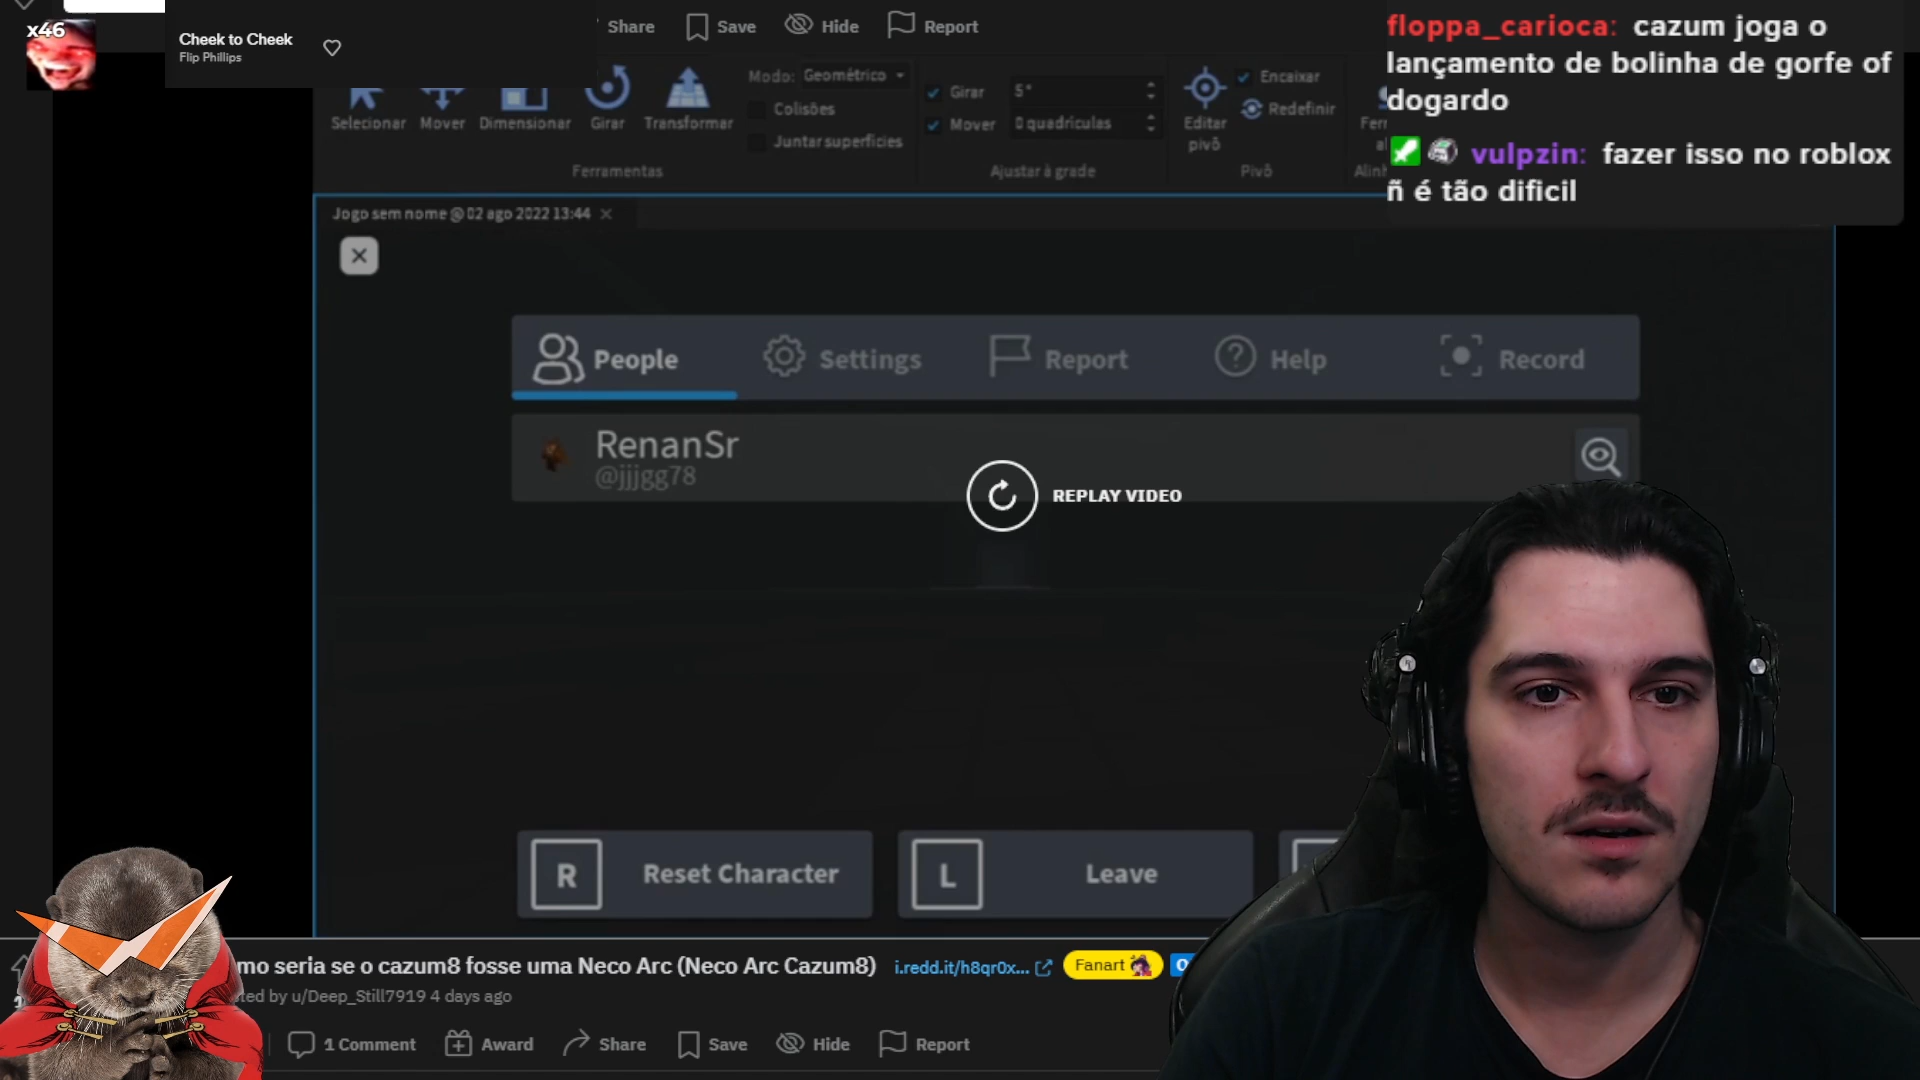 x46
Cheek to Cheek
Flip Phillips
Share
Save
Hide
Report
floppa_carioca: cazum joga o
lançamento de bolinha de gorfe of
dogardo
vulpzin: fazer isso no roblox
ñ é tão dificil
Selecionar
Mover
Dimensionar
Girar
Transformar
Modo: Geométrico
Colisões
Juntar superfícies
Ferramentas
Girar
5°
Mover
0 quadrículas
Ajustar à grade
Editar
pivô
Encaixar
Redefinir
Pivô
Jogo sem nome @ 02 ago 2022 13:44
People
Settings
Report
Help
Record
RenanSr
@jjjgg78
REPLAY VIDEO
R
Reset Character
L
Leave
mo seria se o cazum8 fosse uma Neco Arc (Neco Arc Cazum8)
i.redd.it/h8qr0x...
Fanart
O
ted by u/Deep_Still7919 4 days ago
1 Comment
Award
Share
Save
Hide
Report